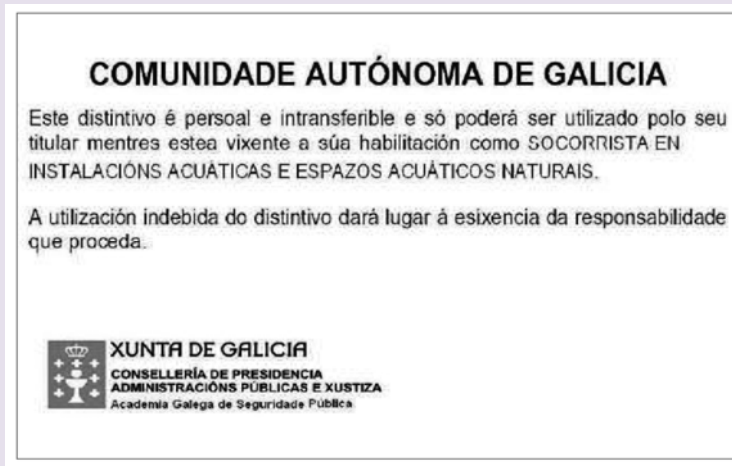 COMUNIDADE AUTÓNOMA DE GALICIA
Este distintivo é persoal e intransferible e só poderá ser utilizado polo seu
titular mentres estea vixente a súa habilitación como SOCORRISTA EN
INSTALACIÓNS ACUÁTICAS E ESPAZOS ACUÁTICOS NATURAIS.
A utilización indebida do distintivo dará lugar á esixencia da responsabilidade
que proceda.
XUNTA DE GALICIA
CONSELLERÍA DE PRESIDENCIA
ADMINISTRACIÓNS PÚBLICAS E XUSTIZA
Academia Galega de Seguridade Pública